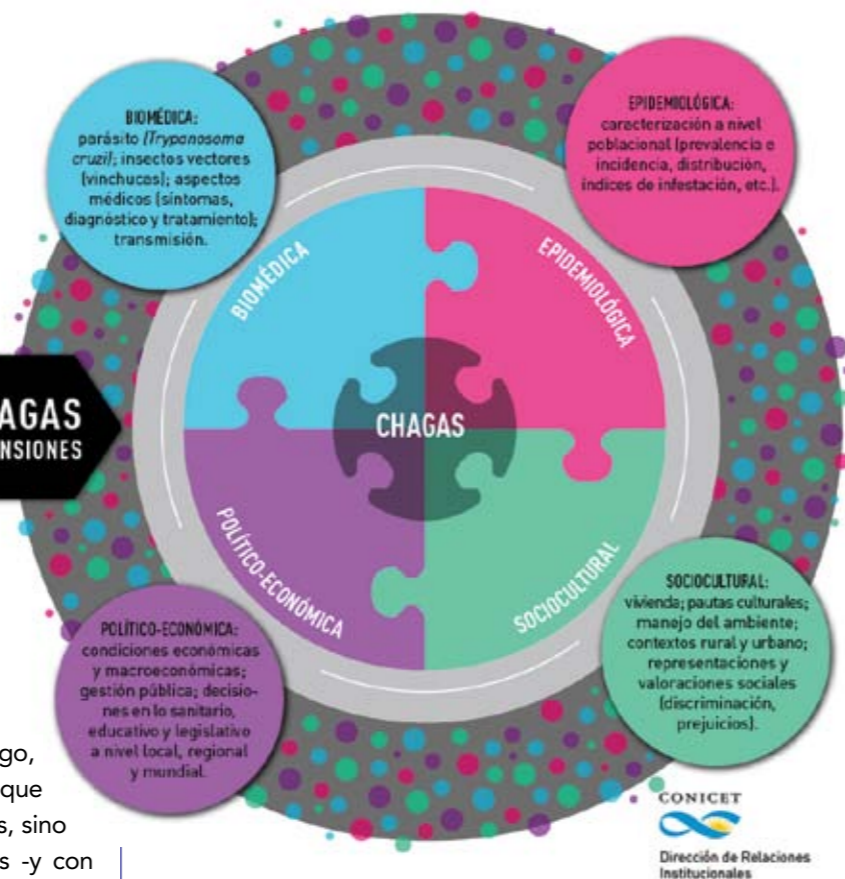 BIOMÉDICA:
parásito (Trypanosoma
cruzi); insectos vectores
(vinchucas); aspectos
médicos (síntomas,
diagnóstico y tratamiento);
transmisión.
EPIDEMIOLÓGICA:
caracterización a nivel
poblacional (prevalencia e
incidencia, distribución,
índices de infestación, etc.).
BIOMÉDICA
EPIDEMIOLÓGICA
AGAS
NSIONES
CHAGAS
POLÍTICO-ECONÓMICA
SOCIOCULTURAL
POLÍTICO-ECONÓMICA:
condiciones económicas
y macroeconómicas;
gestión pública; decisio-
nes en lo sanitario,
educativo y legislativo
a nivel local, regional
y mundial.
SOCIOCULTURAL:
vivienda; pautas culturales;
manejo del ambiente;
contextos rural y urbano;
representaciones y
valoraciones sociales
(discriminación,
prejuicios).
go,
que
s, sino
s -y con
CONICET
Dirección de Relaciones
Institucionales